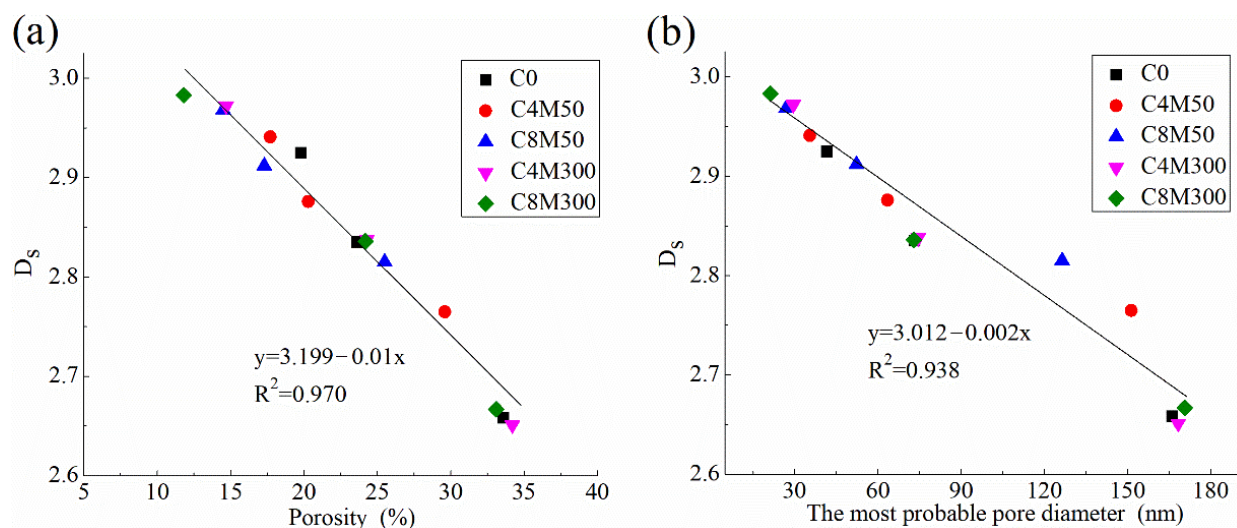 (a)
3.0
2.9
2.8
2.7
2.6
Ds
C0
C4M50
C8M50
C4M300
C8M300
y=3.199−0.01x
R²=0.970
5 10 15 20 25 30 35 40
Porosity (%)
(b)
3.0
2.9
2.8
2.7
2.6
Ds
C0
C4M50
C8M50
C4M300
C8M300
y=3.012−0.002x
R²=0.938
30 60 90 120 150 180
The most probable pore diameter (nm)